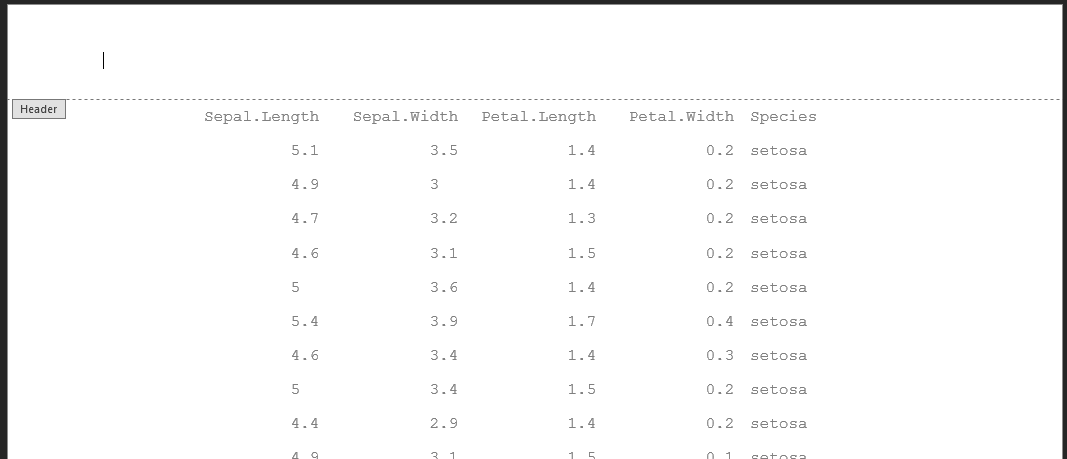 Header
Sepal.Length Sepal.Width Petal.Length Petal.Width Species
5.1 3.5 1.4 0.2 setosa
4.9 3 1.4 0.2 setosa
4.7 3.2 1.3 0.2 setosa
4.6 3.1 1.5 0.2 setosa
5 3.6 1.4 0.2 setosa
5.4 3.9 1.7 0.4 setosa
4.6 3.4 1.4 0.3 setosa
5 3.4 1.5 0.2 setosa
4.4 2.9 1.4 0.2 setosa
4.9 3.1 1.5 0.1 setosa